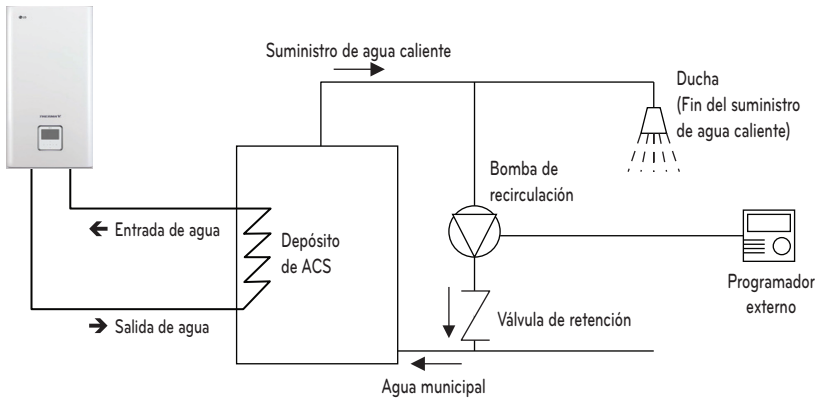 LG
Suministro de agua caliente
Ducha
(Fin del suministro
de agua caliente)
Bomba de
recirculación
Entrada de agua
Depósito
de ACS
Programador
externo
Salida de agua
Válvula de retención
Agua municipal